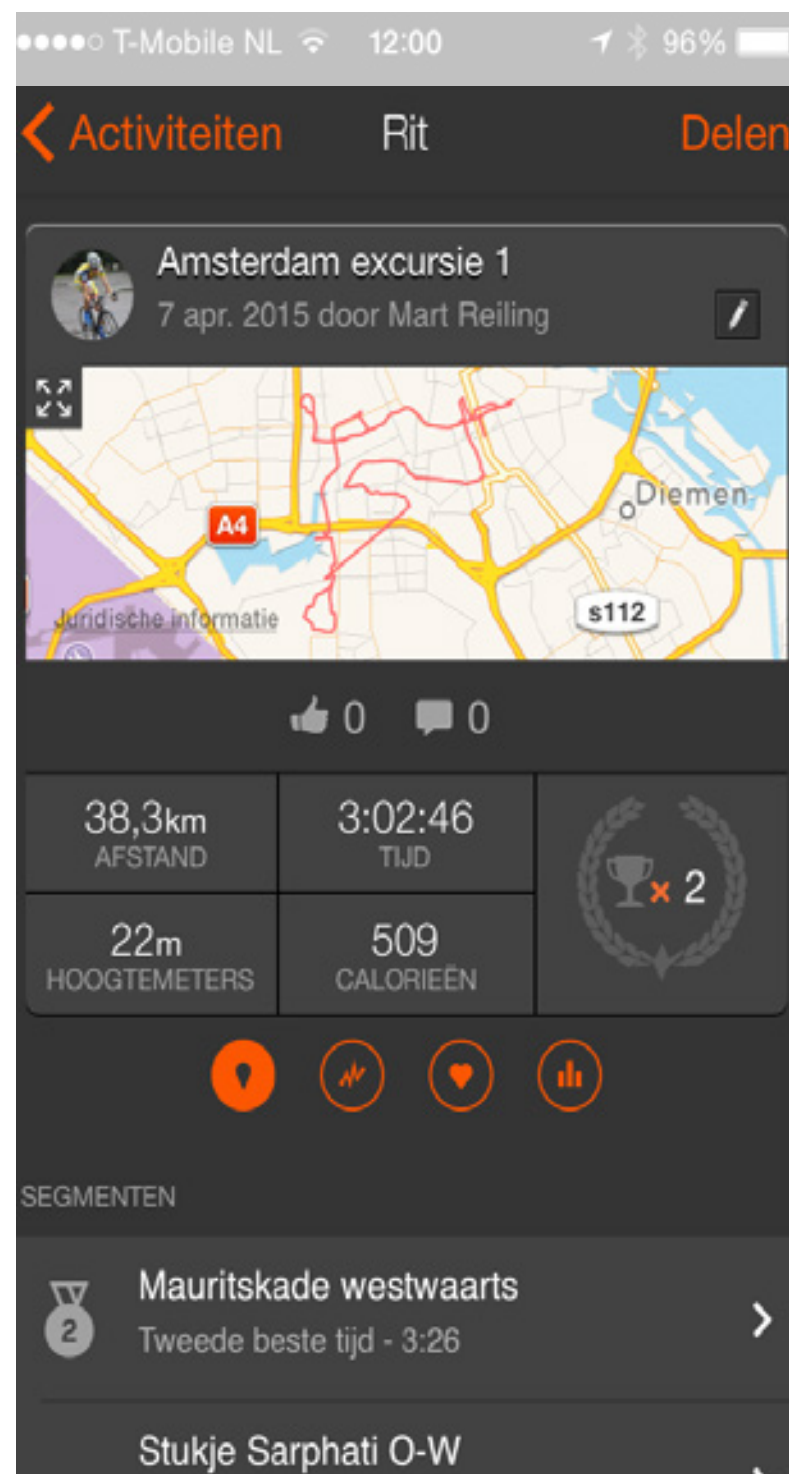 T-Mobile NL 12:00 96%
Activiteiten Rit Delen
Amsterdam excursie 1
7 apr. 2015 door Mart Reiling
Diemen
A4
s112
Juridische informatie
0 0
38,3km 3:02:46
AFSTAND TIJD
x 2
22m 509
HOOGTEMETERS CALORIEËN
SEGMENTEN
Mauritskade westwaarts
2
Tweede beste tijd - 3:26
Stukje Sarphati O-W